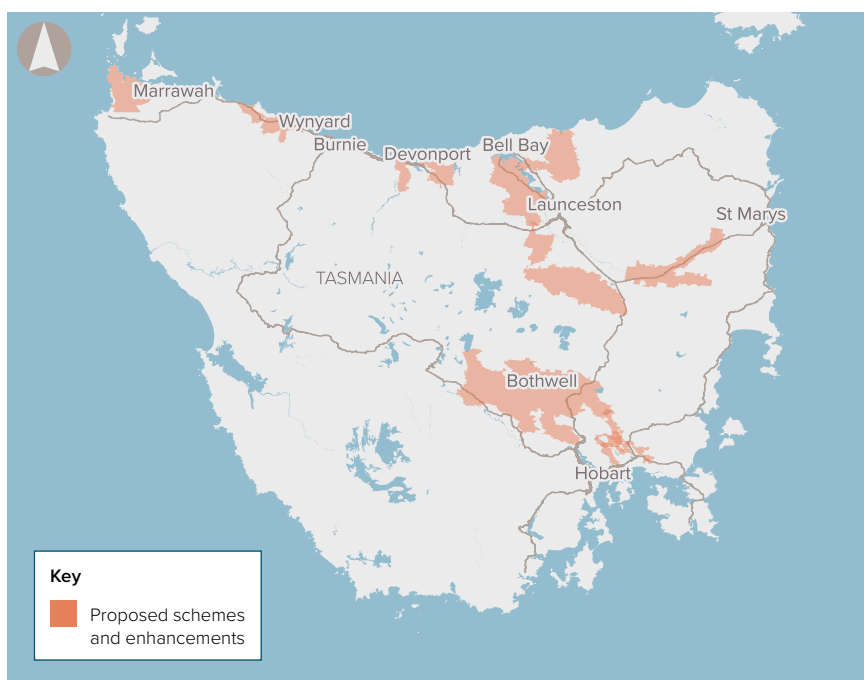 Marrawah
Wynyard
Burnie
Devonport
Bell Bay
Launceston
St Marys
TASMANIA
Bothwell
Hobart
Key
Proposed schemes
and enhancements